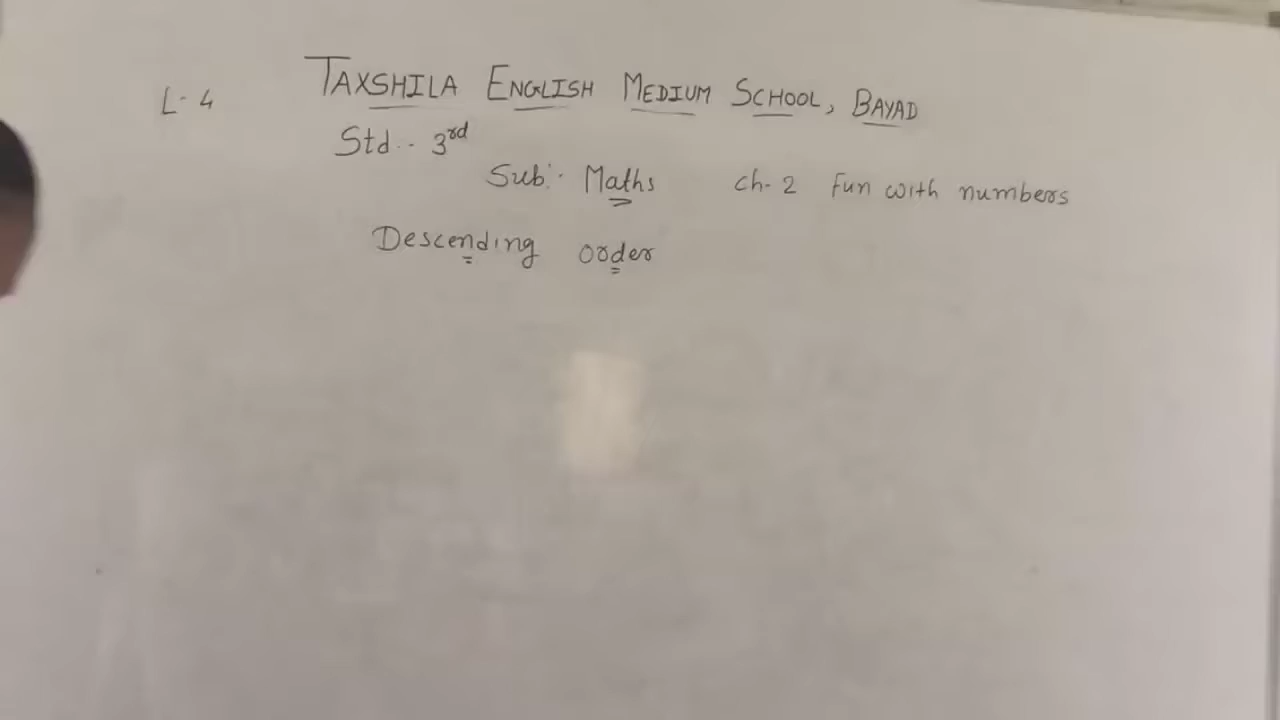 L- 4
TAXSHILA ENGLISH MEDIUM SCHOOL, BAYAD
Std.- 3rd
Sub:- Maths ch- 2 Fun with numbers
Descending order